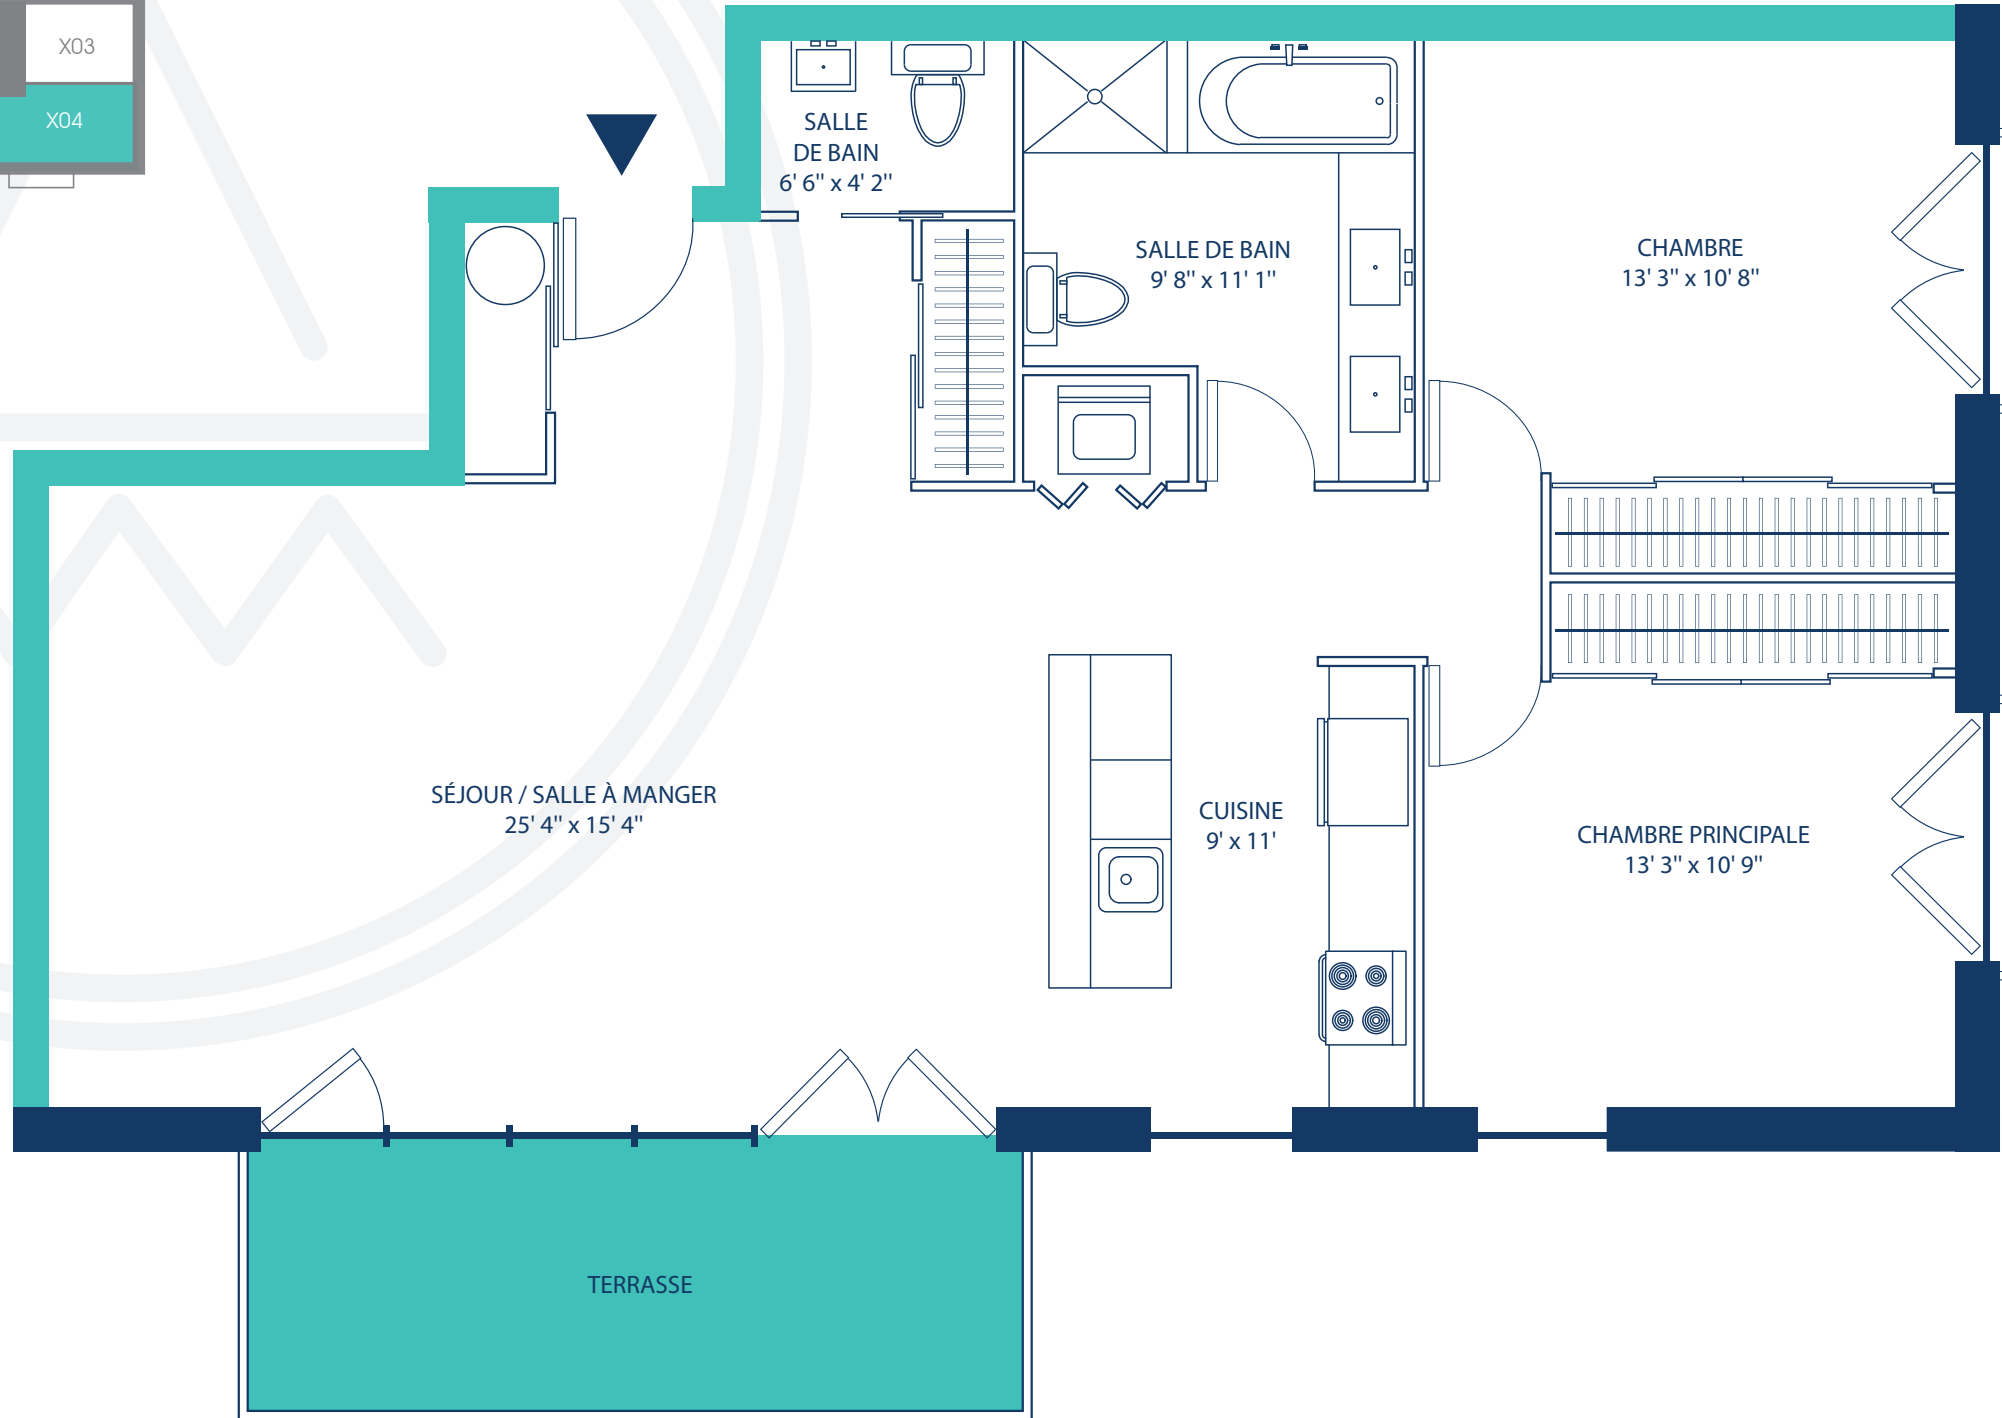 X03
X04
SALLE
DE BAIN
6' 6" x 4' 2"
SALLE DE BAIN
9' 8" x 11' 1"
CHAMBRE
13' 3" x 10' 8"
SÉJOUR / SALLE À MANGER
25' 4" x 15' 4"
CUISINE
9' x 11'
CHAMBRE PRINCIPALE
13' 3" x 10' 9"
TERRASSE